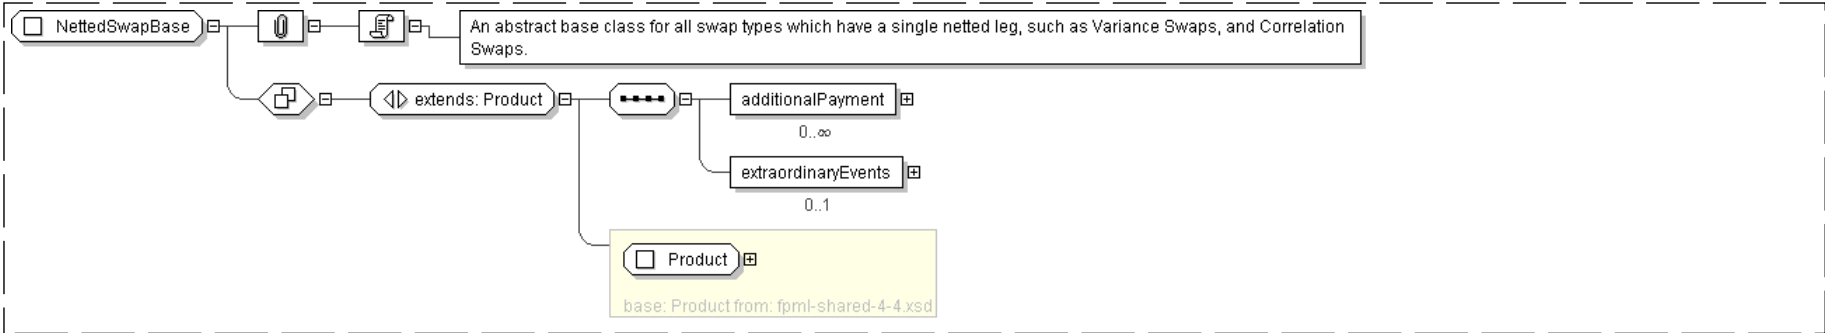 NettedSwapBase
An abstract base class for all swap types which have a single netted leg, such as Variance Swaps, and Correlation
Swaps.
extends: Product
additionalPayment
0..∞
extraordinaryEvents
0..1
Product
base: Product from: fpml-shared-4-4.xsd